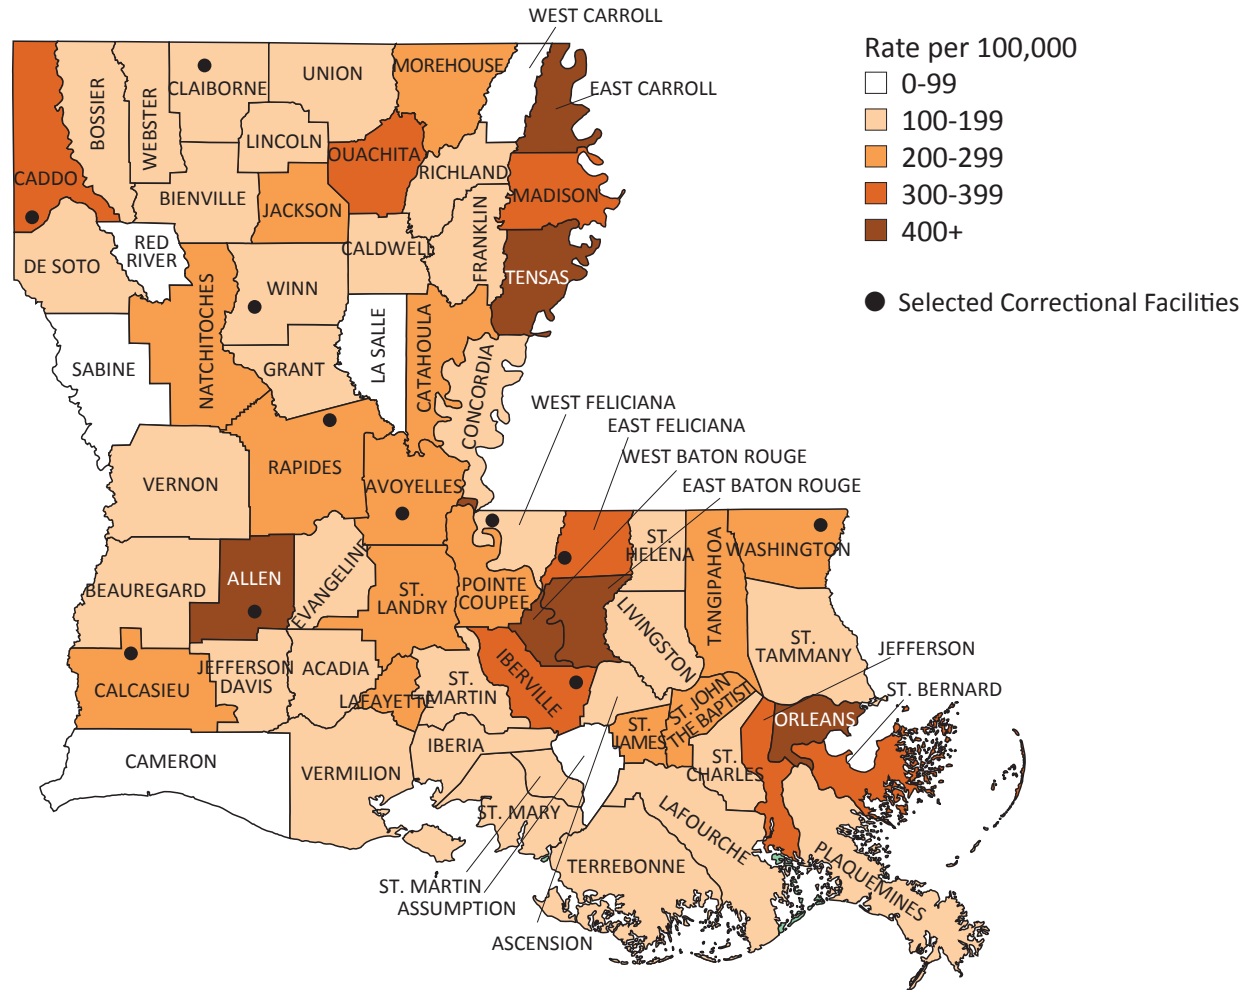 WEST CARROLL
Rate per 100,000
0-99
100-199
200-299
300-399
400+
Selected Correctional Facilities
MOREHOUSE
UNION
CLAIBORNE
EAST CARROLL
BOSSIER
WEBSTER
LINCOLN
OUACHITA
RICHLAND
CADDO
BIENVILLE
JACKSON
MADISON
FRANKLIN
RED
RIVER
CALDWELL
DE SOTO
TENSAS
WINN
NATCHITOCHES
LA SALLE
CATAHOULA
SABINE
GRANT
CONCORDIA
WEST FELICIANA
EAST FELICIANA
WEST BATON ROUGE
EAST BATON ROUGE
RAPIDES
VERNON
AVOYELLES
ST.
HELENA
TANGIPAHOA
WASHINGTON
ALLEN
BEAUREGARD
EVANGELINE
ST.
LANDRY
POINTE
COUPEE
LIVINGSTON
ST.
TAMMANY
JEFFERSON
JEFFERSON
DAVIS
ACADIA
CALCASIEU
LAFAYETTE
ST.
MARTIN
IBERVILLE
ST. BERNARD
ST. JOHN
THE BAPTIST
ORLEANS
ST.
JAMES
IBERIA
ST.
CHARLES
CAMERON
VERMILION
ST. MARY
LAFOURCHE
TERREBONNE
PLAQUEMINES
ST. MARTIN
ASSUMPTION
ASCENSION